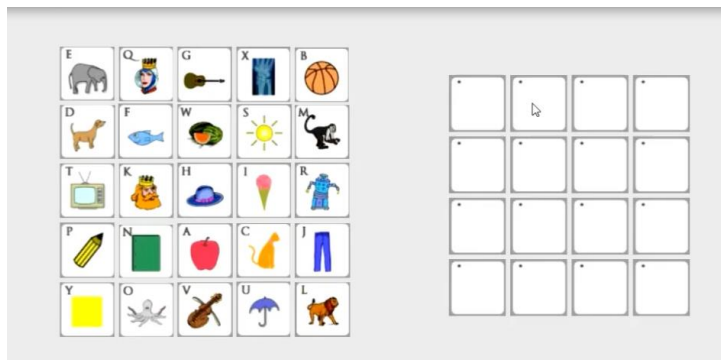 E Q G X B
D F W S M
T K H I R
P N A C J
Y O V U L